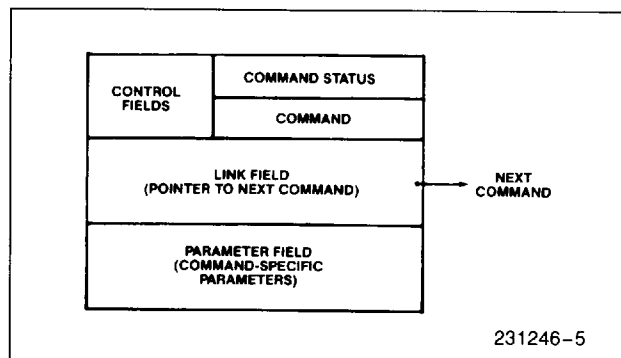 CONTROL
FIELDS
COMMAND STATUS
COMMAND
LINK FIELD
(POINTER TO NEXT COMMAND)
NEXT
COMMAND
PARAMETER FIELD
(COMMAND-SPECIFIC
PARAMETERS)
231246-5